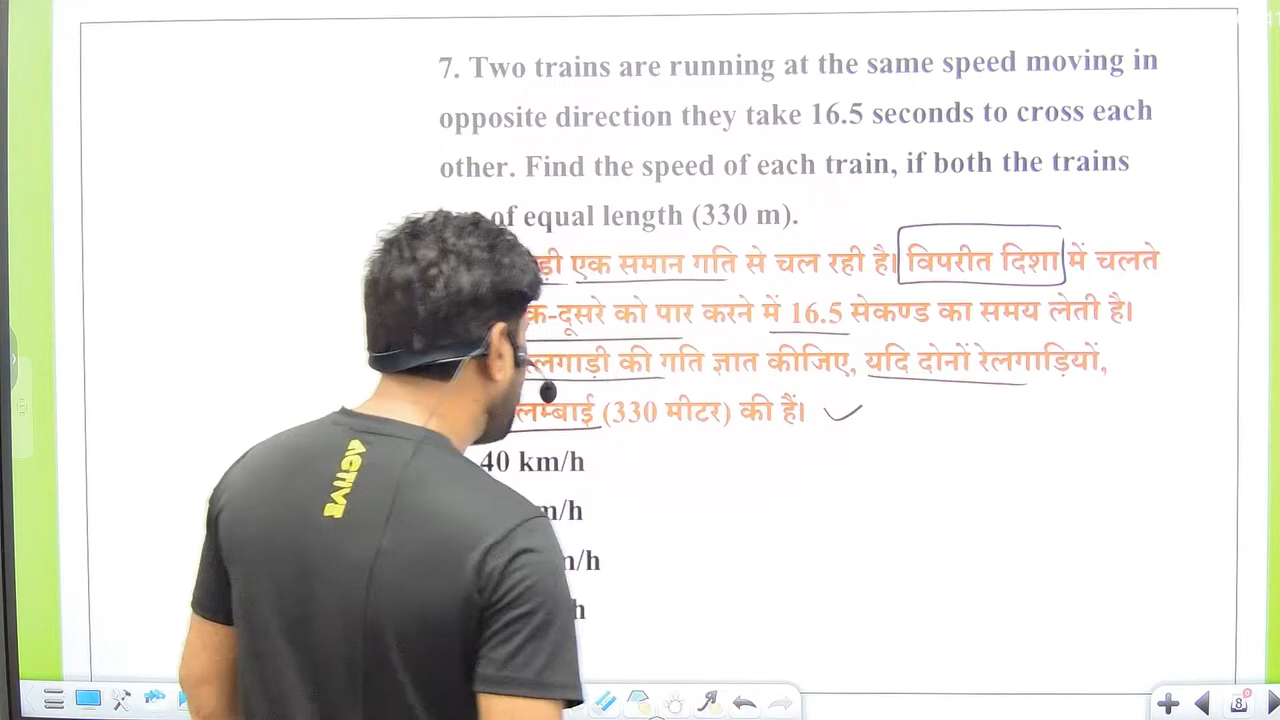 7. Two trains are running at the same speed moving in
opposite direction they take 16.5 seconds to cross each
other. Find the speed of each train, if both the trains
of equal length (330 m).
एक समान गति से चल रही है। विपरीत दिशा में चलते
को पार करने में 16.5 सेकण्ड का समय लेती है।
की गति ज्ञात कीजिए, यदि दोनों रेलगाड़ियों,
लम्बाई (330 मीटर) की हैं।
40 km/h
ACTIVE
8